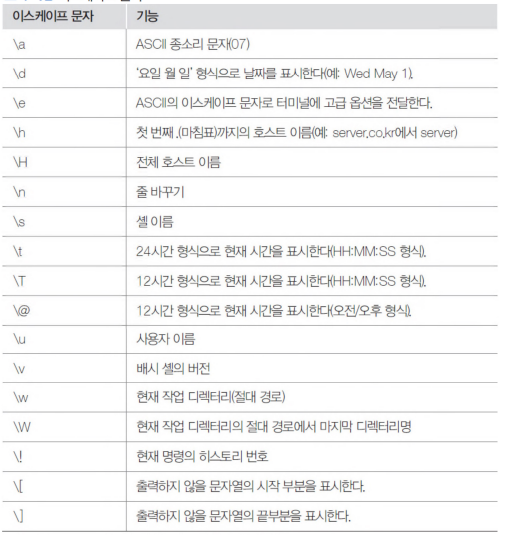 이스케이프 문자 기능
\a ASCII 종소리 문자(07)
\d '요일 월 일' 형식으로 날짜를 표시한다(예: Wed May 1).
\e ASCII의 이스케이프 문자로 터미널에 고급 옵션을 전달한다.
\h 첫 번째 .(마침표)까지의 호스트 이름(예: server.co.kr에서 server)
\H 전체 호스트 이름
\n 줄 바꾸기
\s 셸 이름
\t 24시간 형식으로 현재 시간을 표시한다(HH:MM:SS 형식).
\T 12시간 형식으로 현재 시간을 표시한다(HH:MM:SS 형식).
\@ 12시간 형식으로 현재 시간을 표시한다(오전/오후 형식).
\u 사용자 이름
\v 배시 셸의 버전
\w 현재 작업 디렉터리(절대 경로)
\W 현재 작업 디렉터리의 절대 경로에서 마지막 디렉터리명
\! 현재 명령의 히스토리 번호
\[ 출력하지 않을 문자열의 시작 부분을 표시한다.
\] 출력하지 않을 문자열의 끝부분을 표시한다.